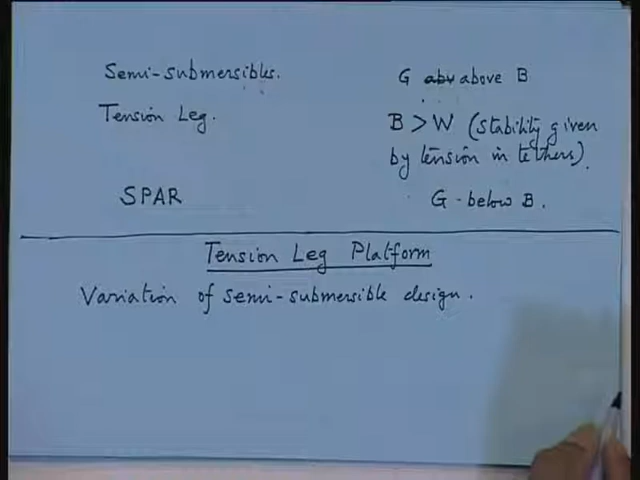 Semi-submersibles. G abv above B
Tension Leg. B > W (stability given
by tension in tethers).
SPAR G - below B.
Tension Leg Platform
Variation of semi-submersible design.